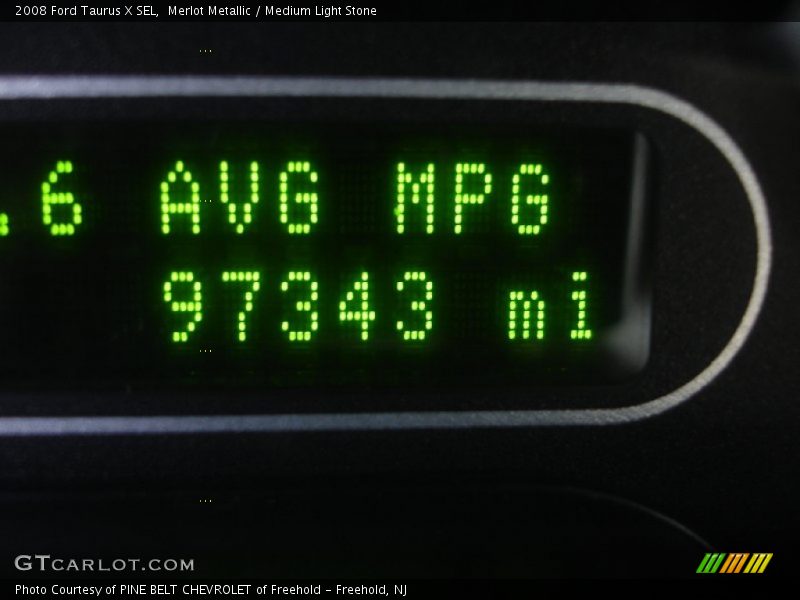 2008 Ford Taurus X SEL,  Merlot Metallic / Medium Light Stone
.6 AVG MPG
97343 mi
GTCARLOT.COM
Photo Courtesy of PINE BELT CHEVROLET of Freehold - Freehold, NJ